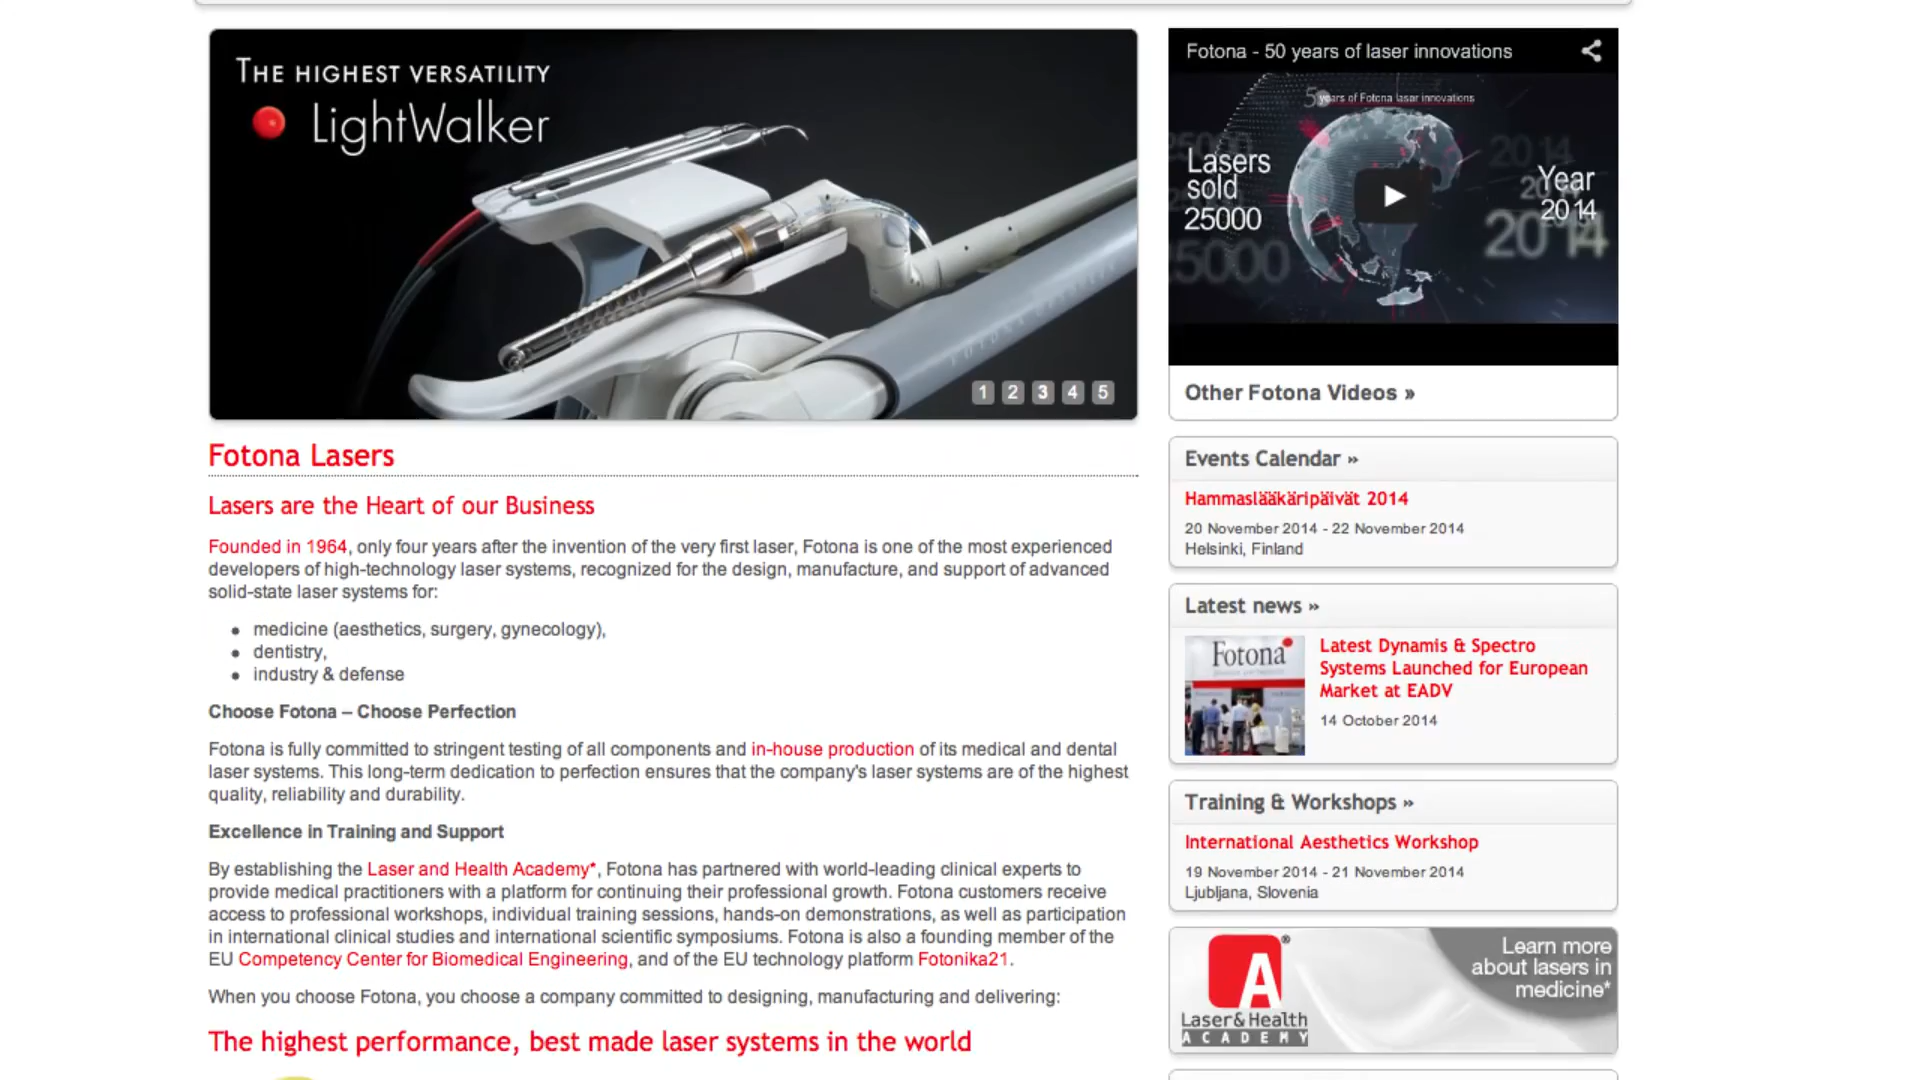 THE HIGHEST VERSATILITY
LightWalker
1 2 3 4 5
Fotona Lasers
Lasers are the Heart of our Business
Founded in 1964, only four years after the invention of the very first laser, Fotona is one of the most experienced
developers of high-technology laser systems, recognized for the design, manufacture, and support of advanced
solid-state laser systems for:
• medicine (aesthetics, surgery, gynecology),
• dentistry,
• industry & defense
Choose Fotona – Choose Perfection
Fotona is fully committed to stringent testing of all components and in-house production of its medical and dental
laser systems. This long-term dedication to perfection ensures that the company's laser systems are of the highest
quality, reliability and durability.
Excellence in Training and Support
By establishing the Laser and Health Academy*, Fotona has partnered with world-leading clinical experts to
provide medical practitioners with a platform for continuing their professional growth. Fotona customers receive
access to professional workshops, individual training sessions, hands-on demonstrations, as well as participation
in international clinical studies and international scientific symposiums. Fotona is also a founding member of the
EU Competency Center for Biomedical Engineering, and of the EU technology platform Fotonika21.
When you choose Fotona, you choose a company committed to designing, manufacturing and delivering:
The highest performance, best made laser systems in the world
Fotona - 50 years of laser innovations
years of Fotona laser innovations
25000
Lasers
sold
25000
25000
2014
2014
Year
2014
2014
Other Fotona Videos »
Events Calendar »
Hammaslääkäripäivät 2014
20 November 2014 - 22 November 2014
Helsinki, Finland
Latest news »
Fotona
Latest Dynamis & Spectro
Systems Launched for European
Market at EADV
14 October 2014
Training & Workshops »
International Aesthetics Workshop
19 November 2014 - 21 November 2014
Ljubljana, Slovenia
A®
Laser & Health
ACADEMY
Learn more
about lasers in
medicine*